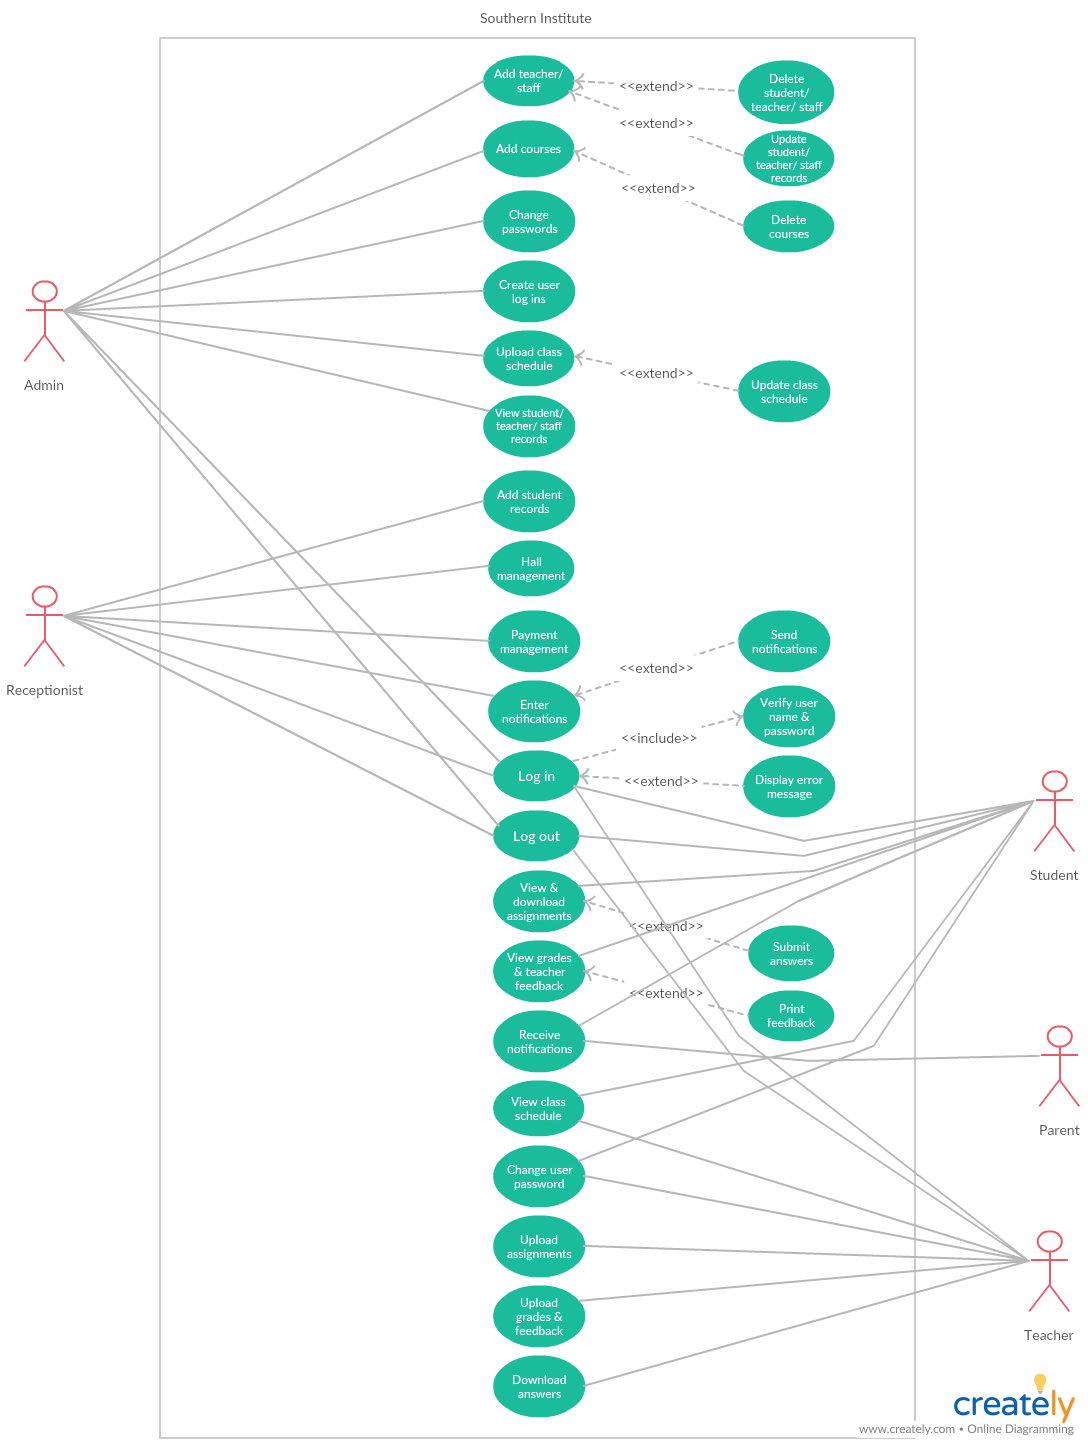 Southern Institute
Add teacher/
staff
<<extend>>
Delete
student/
teacher/ staff
<<extend>>
Update
student/
teacher/ staff
records
Add courses
<<extend>>
Delete
courses
Change
passwords
Create user
log ins
Admin
Upload class
schedule
<<extend>>
Update class
schedule
View student/
teacher/ staff
records
Add student
records
Hall
management
Receptionist
Payment
management
Send
notifications
<<extend>>
Enter
notifications
Verify user
name &
password
<<include>>
Log in
<<extend>>
Display error
message
Log out
Student
View &
download
assignments
<<extend>>
Submit
answers
View grades
& teacher
feedback
<<extend>>
Print
feedback
Receive
notifications
View class
schedule
Parent
Change user
password
Upload
assignments
Upload
grades &
feedback
Teacher
Download
answers
creately
www.creately.com • Online Diagramming